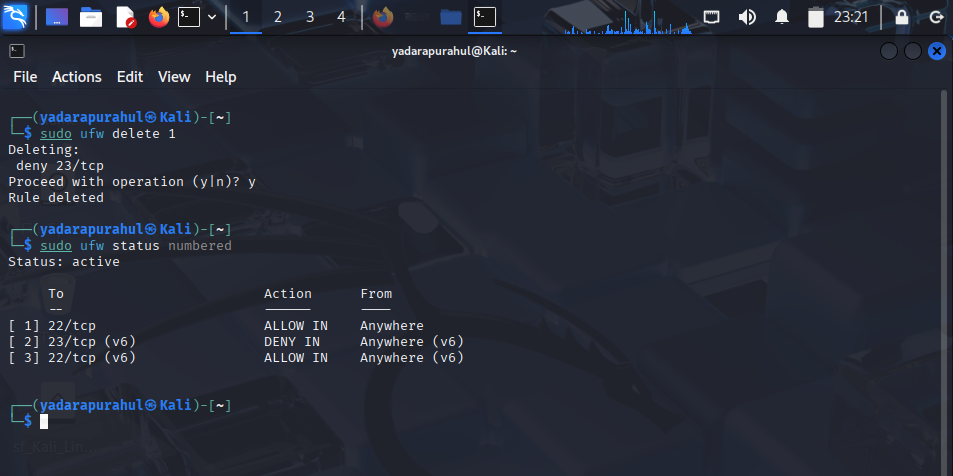 1 2 3 4 23:21
yadarapurahul@Kali: ~
File Actions Edit View Help
┌──(yadarapurahul㉿Kali)-[~]
└─$ sudo ufw delete 1
Deleting:
 deny 23/tcp
Proceed with operation (y|n)? y
Rule deleted
┌──(yadarapurahul㉿Kali)-[~]
└─$ sudo ufw status numbered
Status: active
     To                         Action      From
     --                         ------      ----
[ 1] 22/tcp                     ALLOW IN    Anywhere
[ 2] 23/tcp (v6)                DENY IN     Anywhere (v6)
[ 3] 22/tcp (v6)                ALLOW IN    Anywhere (v6)
┌──(yadarapurahul㉿Kali)-[~]
└─$
st_Kali_Lin...